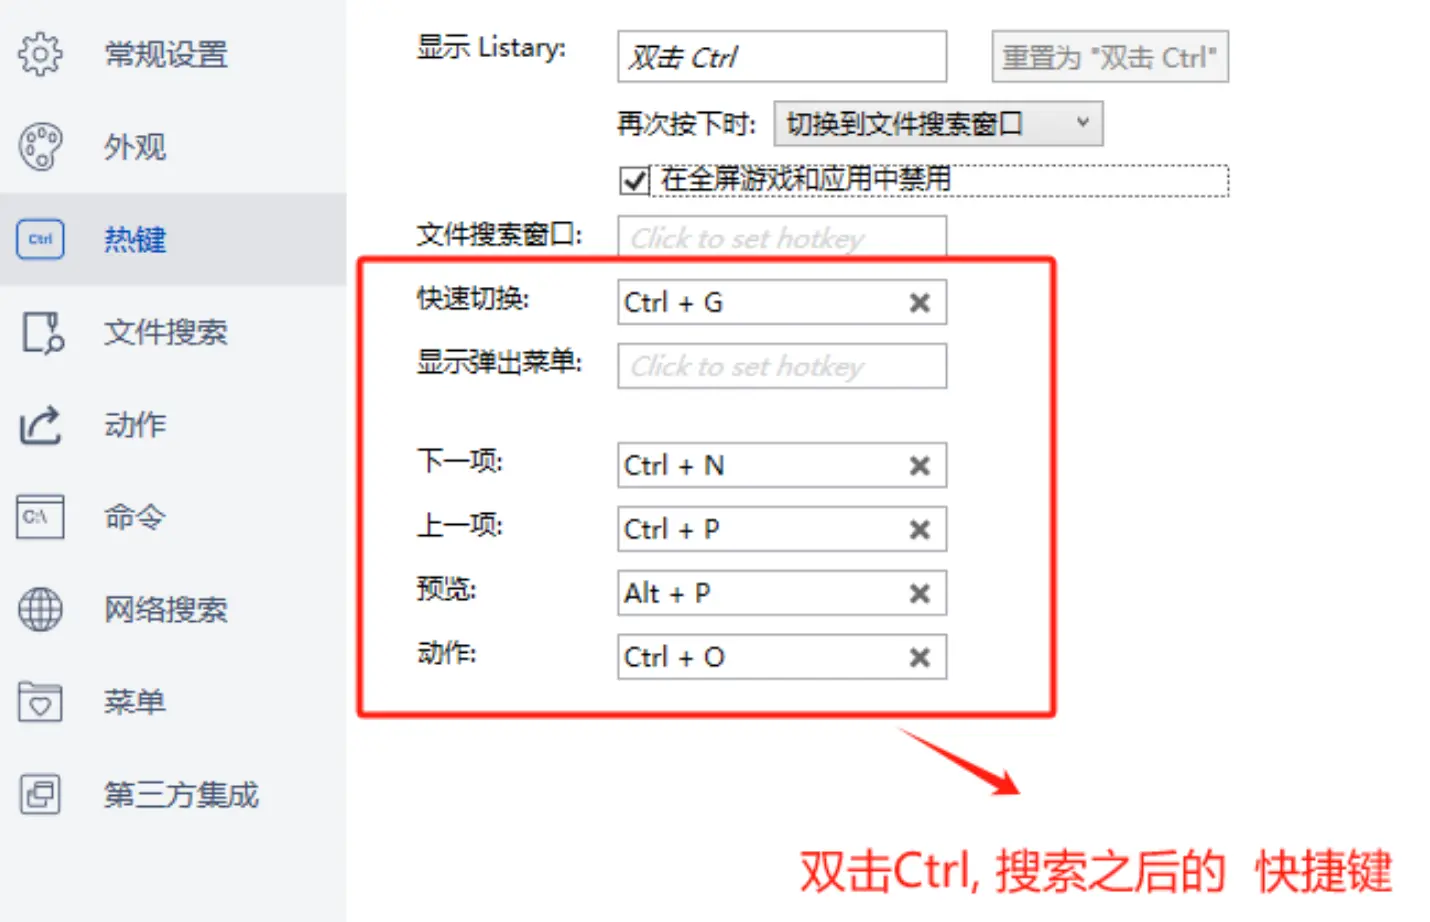 常规设置
外观
Ctrl
热键
文件搜索
动作
C:\
命令
网络搜索
菜单
第三方集成
显示 Listary:
双击 Ctrl
重置为 "双击 Ctrl"
再次按下时:
切换到文件搜索窗口
在全屏游戏和应用中禁用
文件搜索窗口:
Click to set hotkey
快速切换:
Ctrl + G
显示弹出菜单:
Click to set hotkey
下一项:
Ctrl + N
上一项:
Ctrl + P
预览:
Alt + P
动作:
Ctrl + O
双击Ctrl, 搜索之后的 快捷键